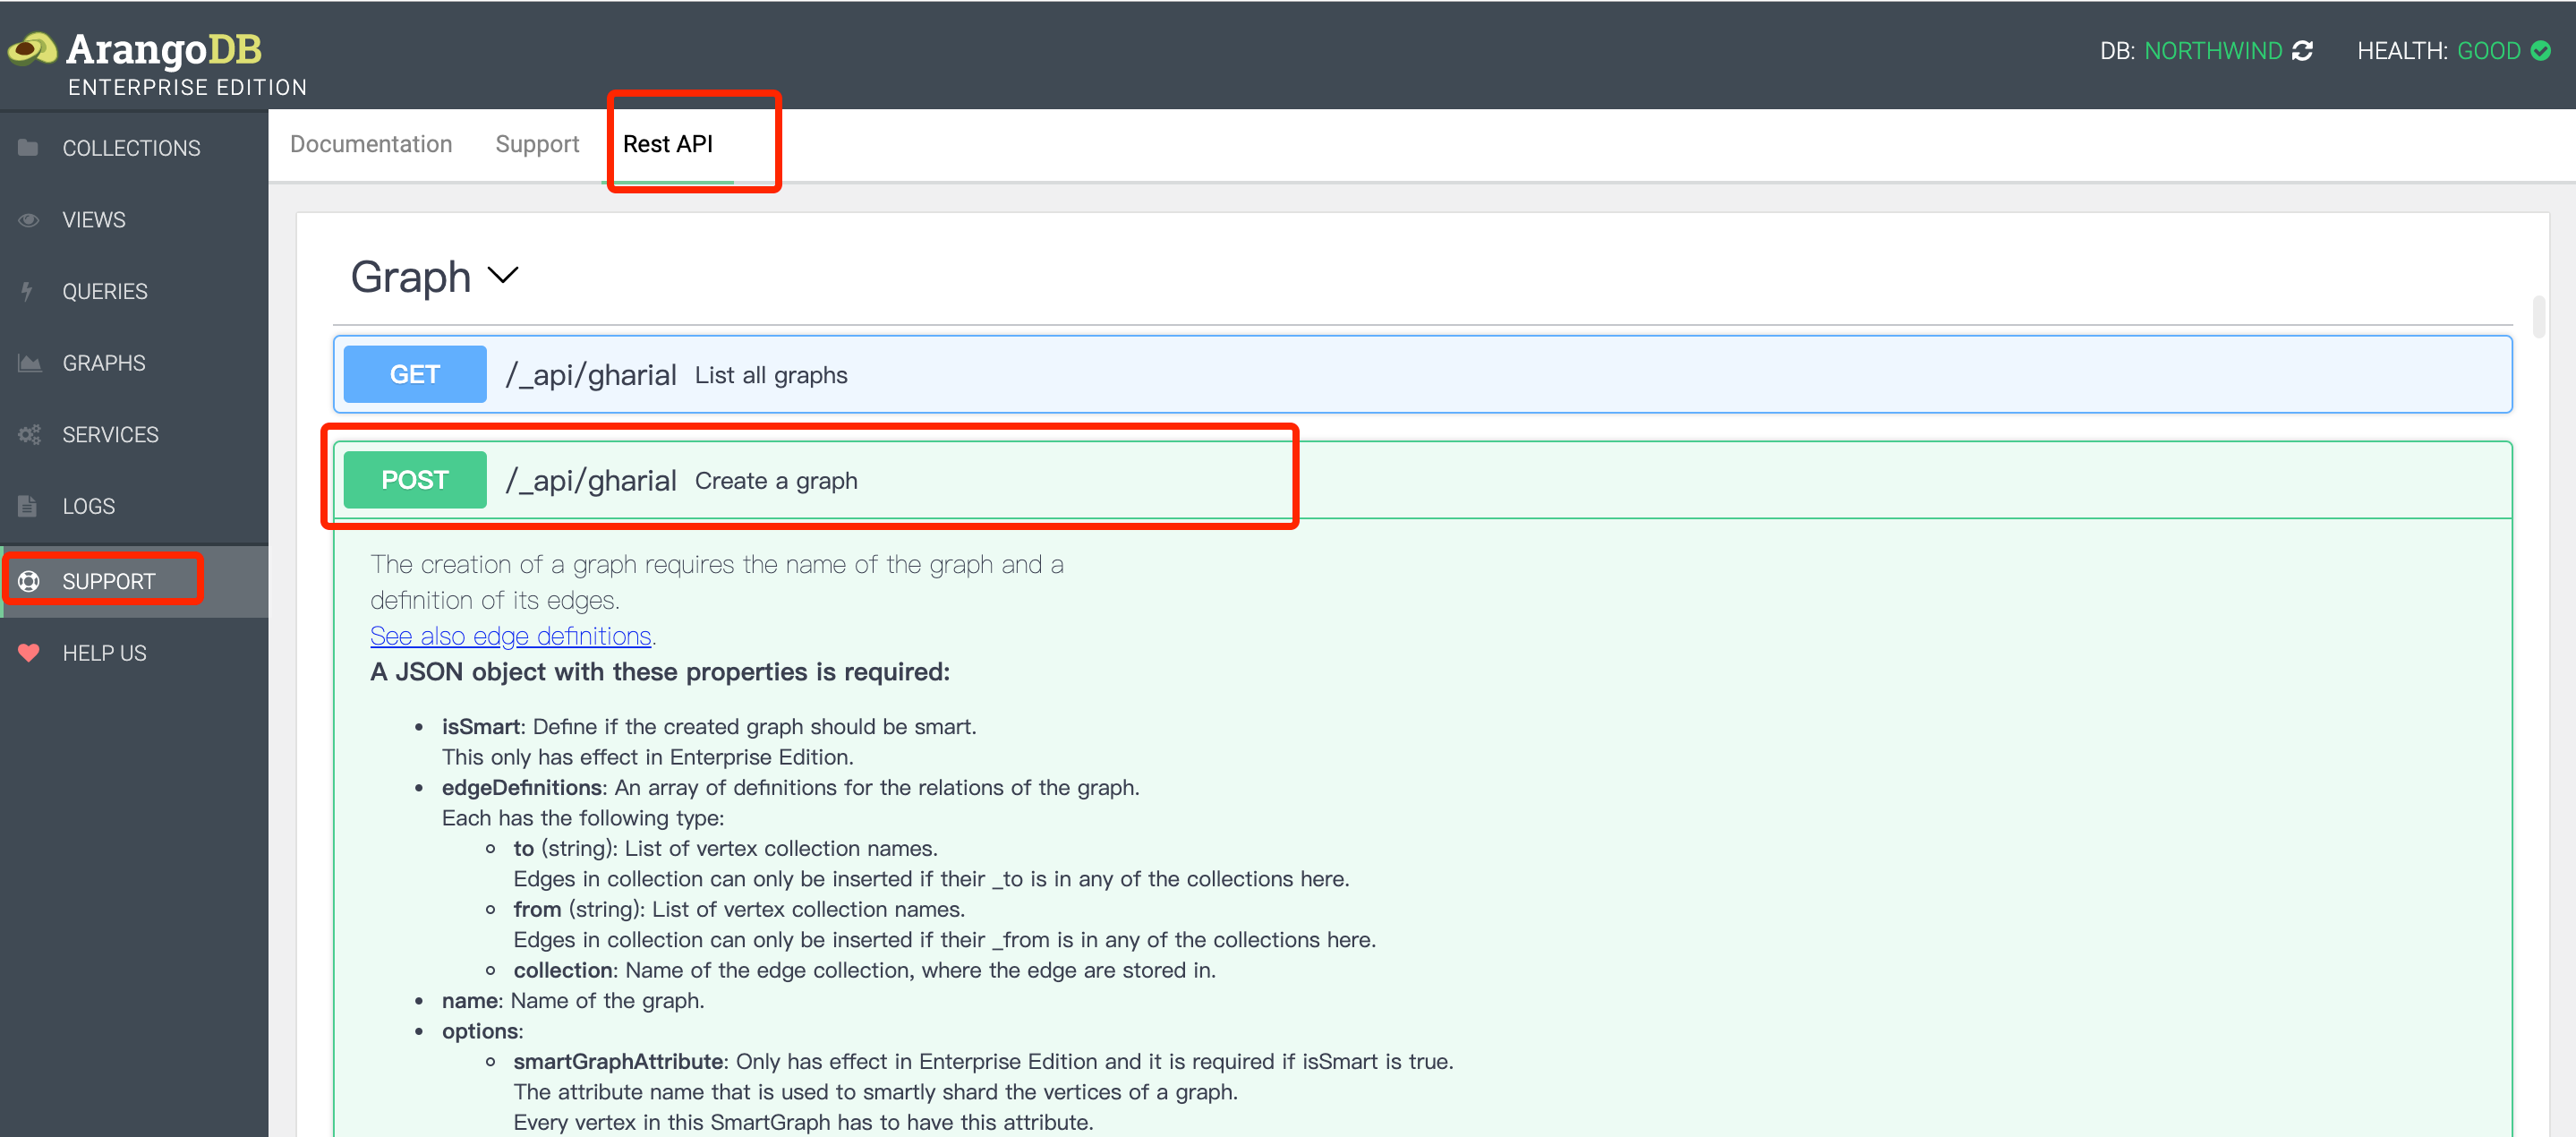 ArangoDB
ENTERPRISE EDITION
DB: NORTHWIND
HEALTH: GOOD
COLLECTIONS
VIEWS
QUERIES
GRAPHS
SERVICES
LOGS
SUPPORT
HELP US
Documentation
Support
Rest API
Graph
GET /_api/gharial List all graphs
POST /_api/gharial Create a graph
The creation of a graph requires the name of the graph and a
definition of its edges.
See also edge definitions.
A JSON object with these properties is required:
• isSmart: Define if the created graph should be smart.
This only has effect in Enterprise Edition.
• edgeDefinitions: An array of definitions for the relations of the graph.
Each has the following type:
◦ to (string): List of vertex collection names.
Edges in collection can only be inserted if their _to is in any of the collections here.
◦ from (string): List of vertex collection names.
Edges in collection can only be inserted if their _from is in any of the collections here.
◦ collection: Name of the edge collection, where the edge are stored in.
• name: Name of the graph.
• options:
◦ smartGraphAttribute: Only has effect in Enterprise Edition and it is required if isSmart is true.
The attribute name that is used to smartly shard the vertices of a graph.
Every vertex in this SmartGraph has to have this attribute.